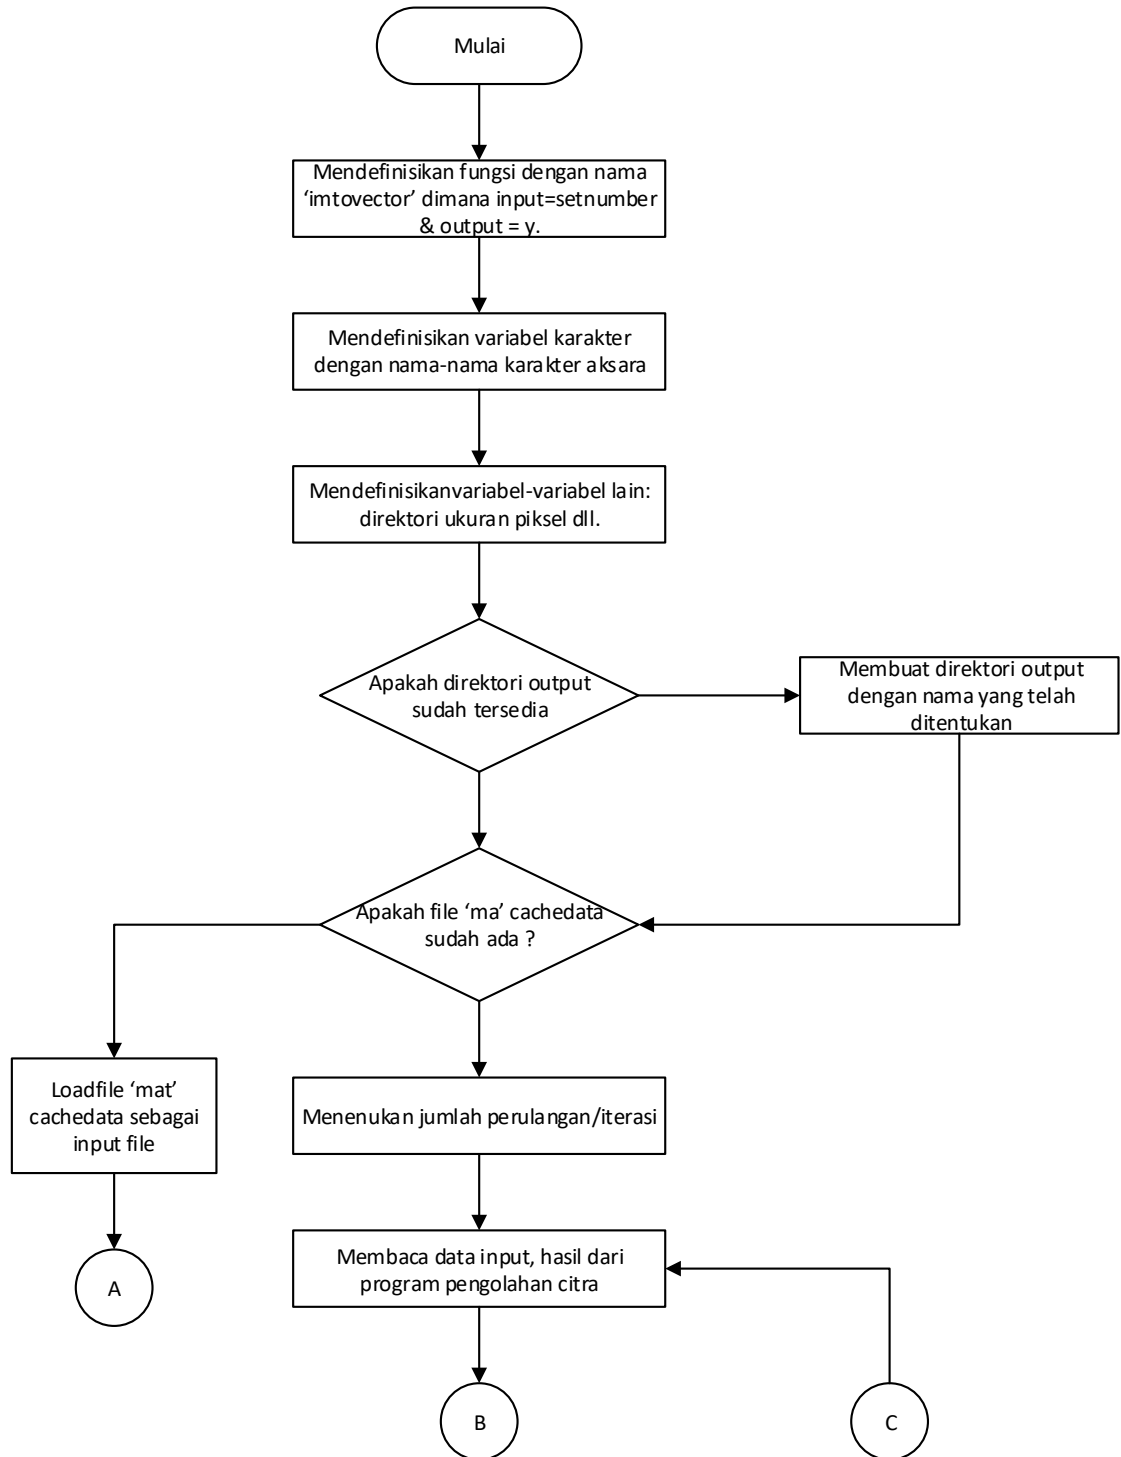 Mulai
Mendefinisikan fungsi dengan nama
‘imtovector’ dimana input=setnumber
& output = y.
Mendefinisikan variabel karakter
dengan nama-nama karakter aksara
Mendefinisikanvariabel-variabel lain:
direktori ukuran piksel dll.
Apakah direktori output
sudah tersedia
Membuat direktori output
dengan nama yang telah
ditentukan
Apakah file ‘ma’ cachedata
sudah ada ?
Loadfile ‘mat’
cachedata sebagai
input file
Menenukan jumlah perulangan/iterasi
Membaca data input, hasil dari
program pengolahan citra
A
B
C